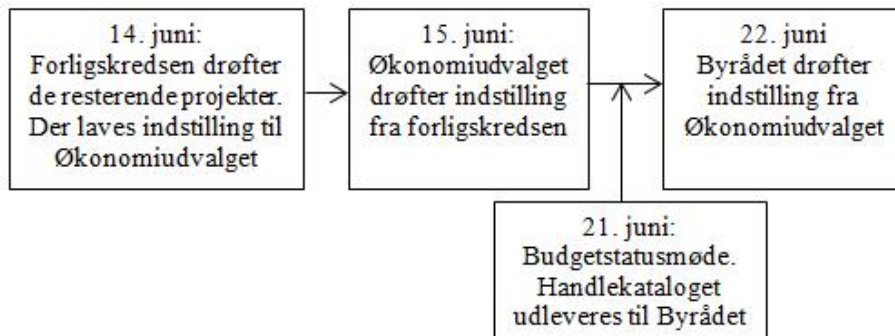 14. juni:
Forligskredsen drøfter
de resterende projekter.
Der laves indstilling til
Økonomiudvalget
15. juni:
Økonomiudvalget
drøfter indstilling
fra forligskredsen
22. juni
Byrådet drøfter
indstilling fra
Økonomiudvalget
21. juni:
Budgetstatusmøde.
Handlekataloget
udleveres til Byrådet